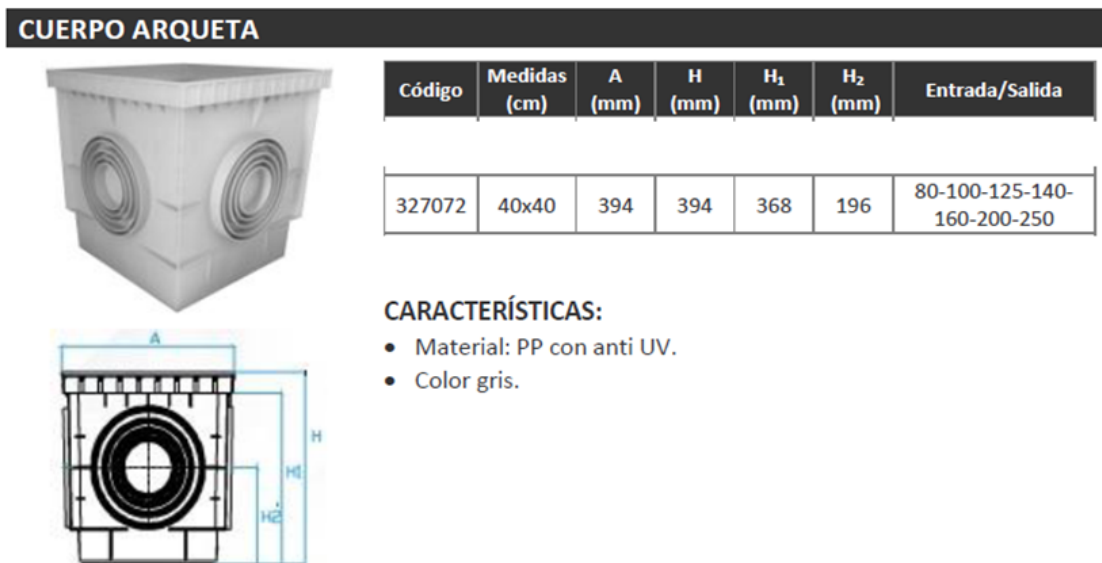 CUERPO ARQUETA
Código Medidas (cm) A (mm) H (mm) H₁ (mm) H₂ (mm) Entrada/Salida
327072 40x40 394 394 368 196 80-100-125-140-
160-200-250
CARACTERÍSTICAS:
• Material: PP con anti UV.
• Color gris.
A
H
H1
H2